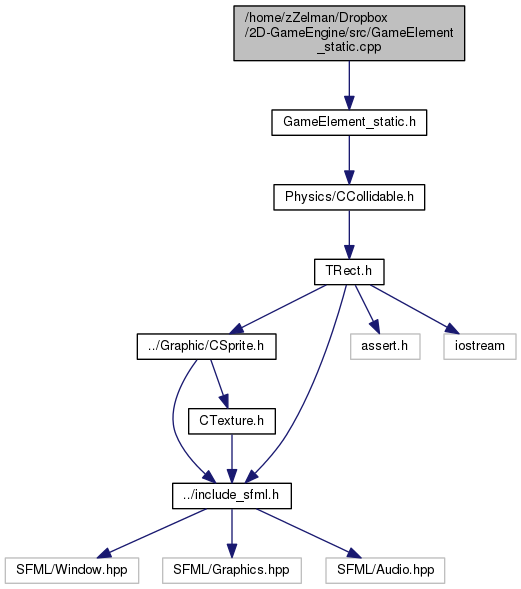 /home/zZelman/Dropbox
/2D-GameEngine/src/GameElement
_static.cpp
GameElement_static.h
Physics/CCollidable.h
TRect.h
../Graphic/CSprite.h
assert.h
iostream
CTexture.h
../include_sfml.h
SFML/Window.hpp
SFML/Graphics.hpp
SFML/Audio.hpp